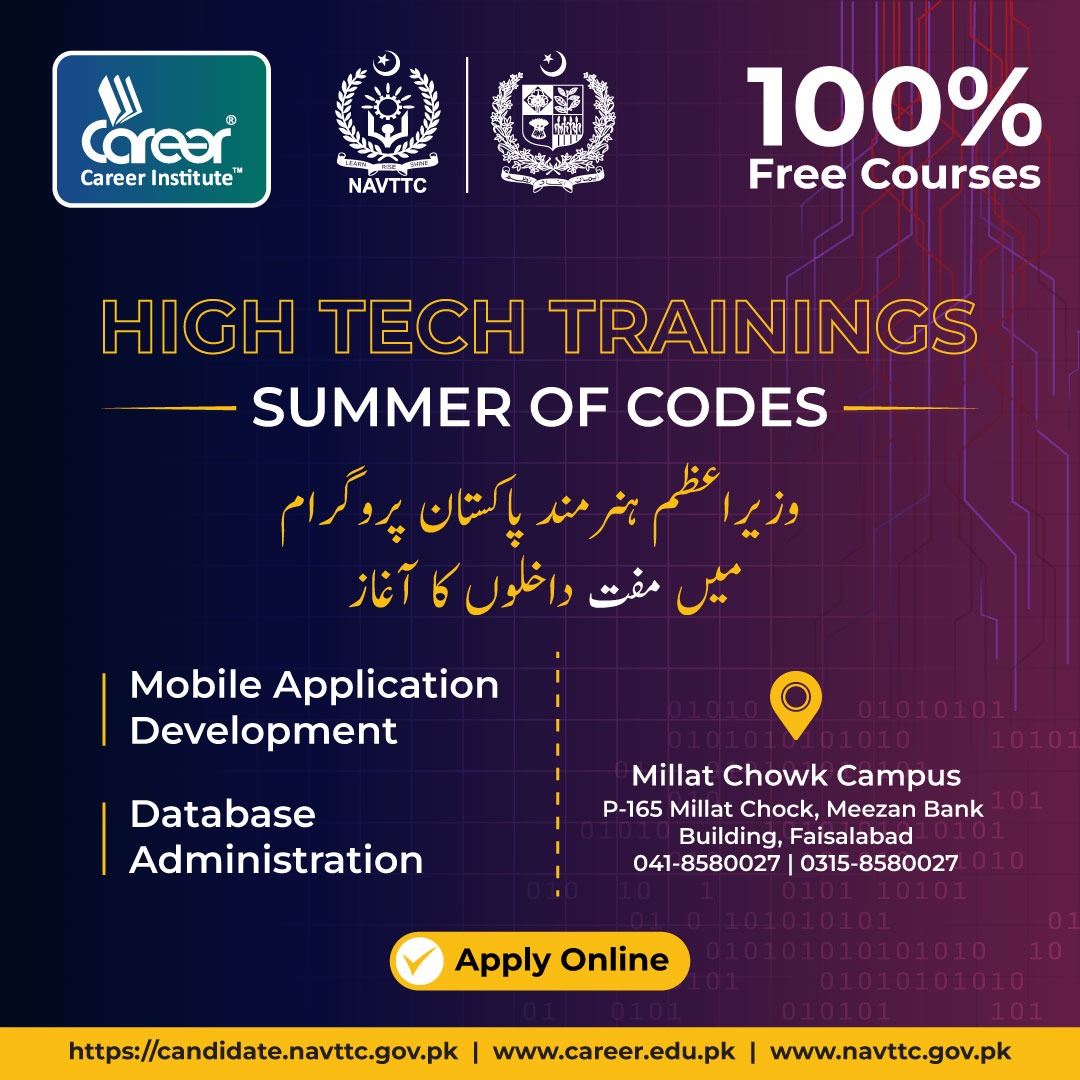 Career®
Career Institute™
LEARN RISE SHINE
NAVTTC
100%
Free Courses
HIGH TECH TRAININGS
SUMMER OF CODES
وزیراعظم ہنرمند پاکستان پروگرام
میں مفت داخلوں کا آغاز
Mobile Application
Development
Database
Administration
Millat Chowk Campus
P-165 Millat Chock, Meezan Bank
Building, Faisalabad
041-8580027 | 0315-8580027
Apply Online
https://candidate.navttc.gov.pk | www.career.edu.pk | www.navttc.gov.pk